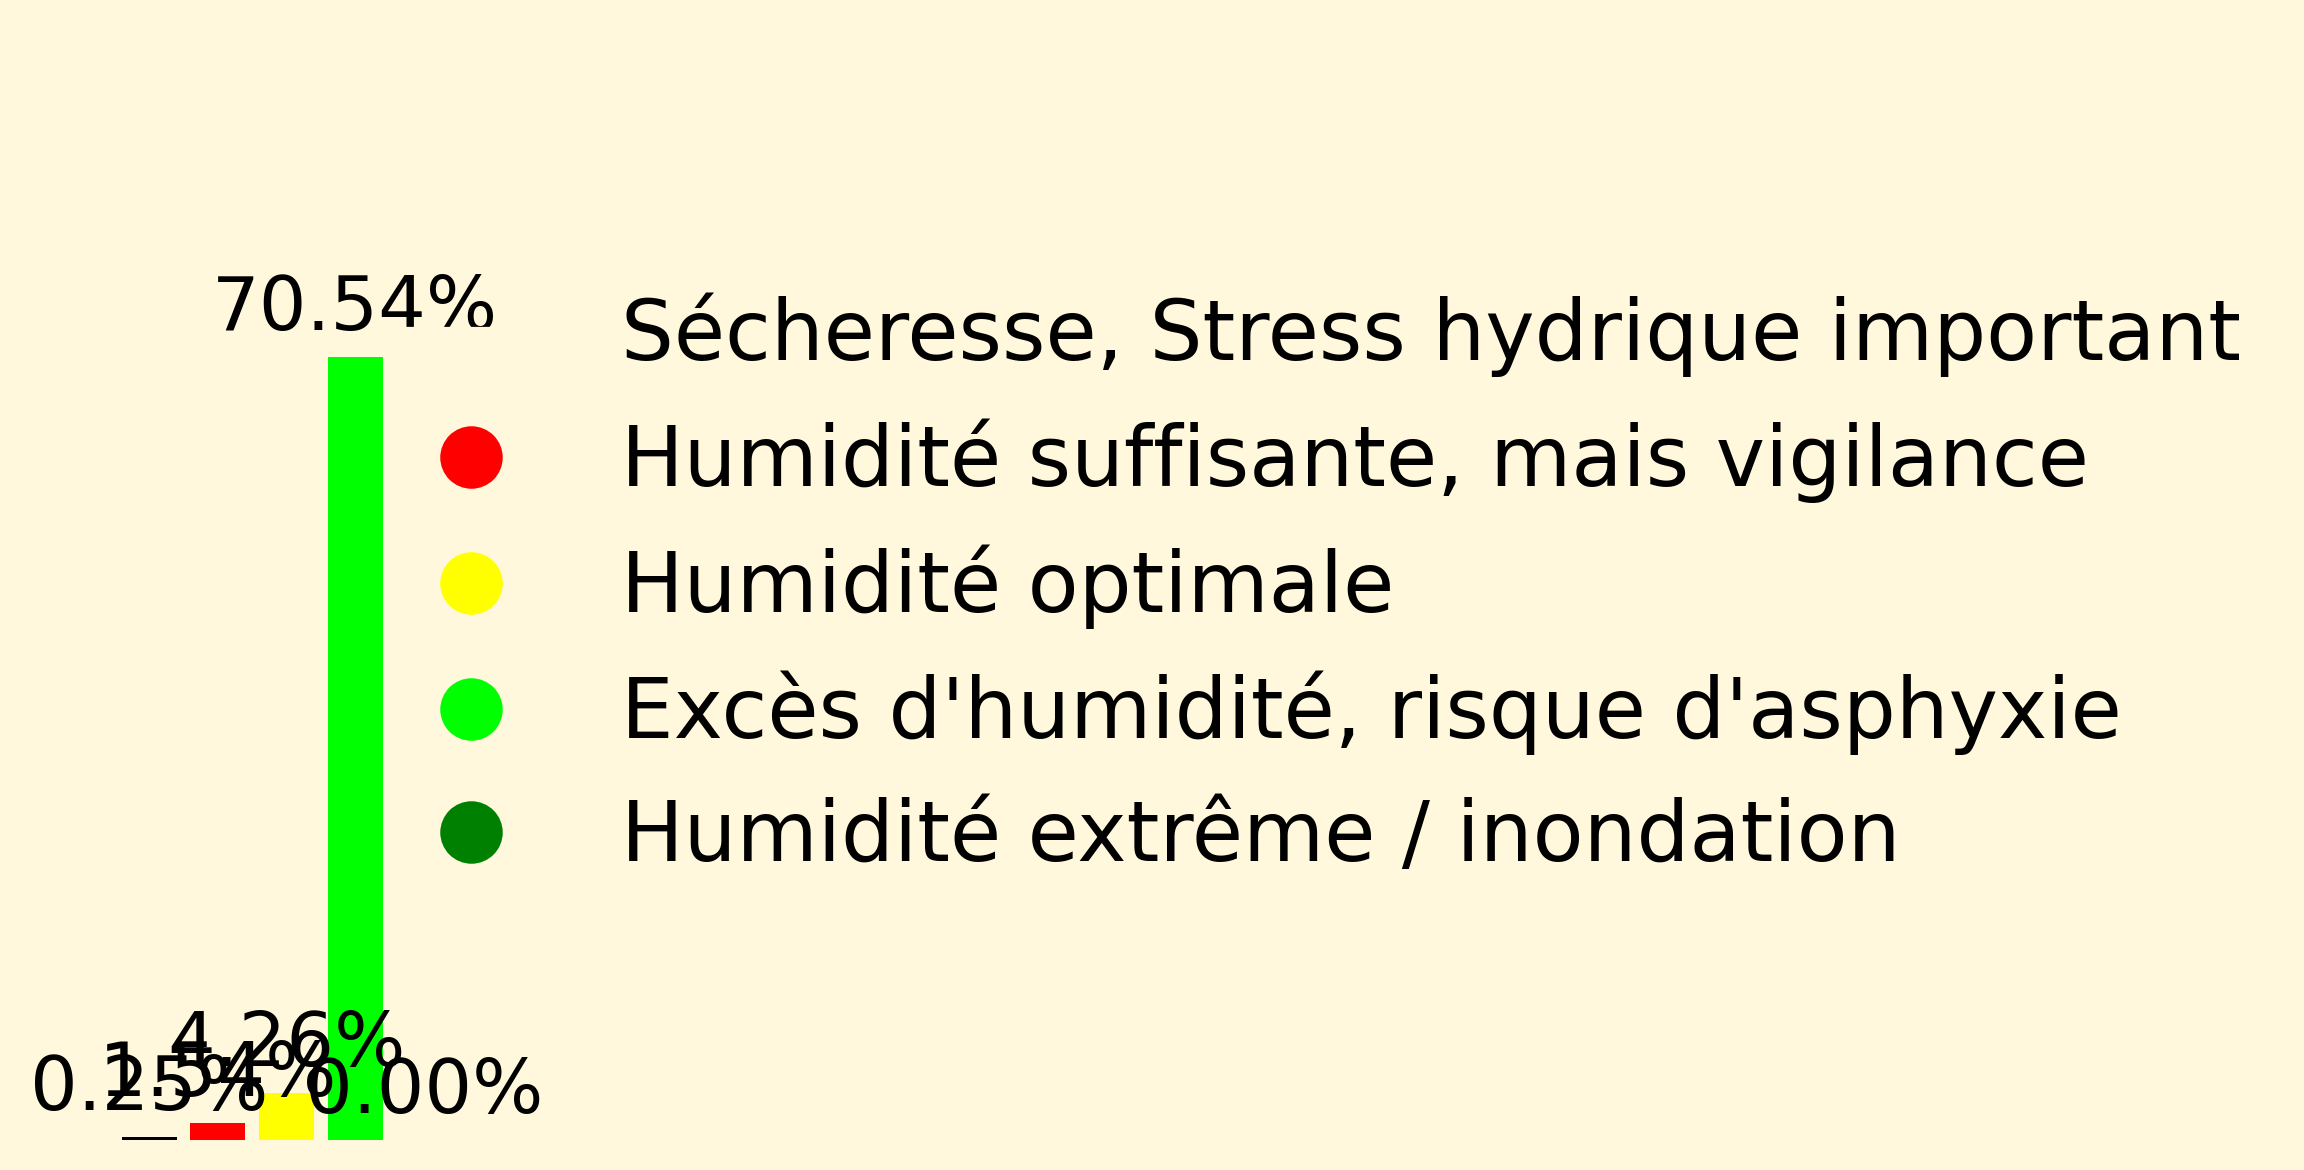 70.54%
Sécheresse, Stress hydrique important
Humidité suffisante, mais vigilance
Humidité optimale
Excès d'humidité, risque d'asphyxie
Humidité extrême / inondation
4.26%
1.54%
0.25%
0.00%